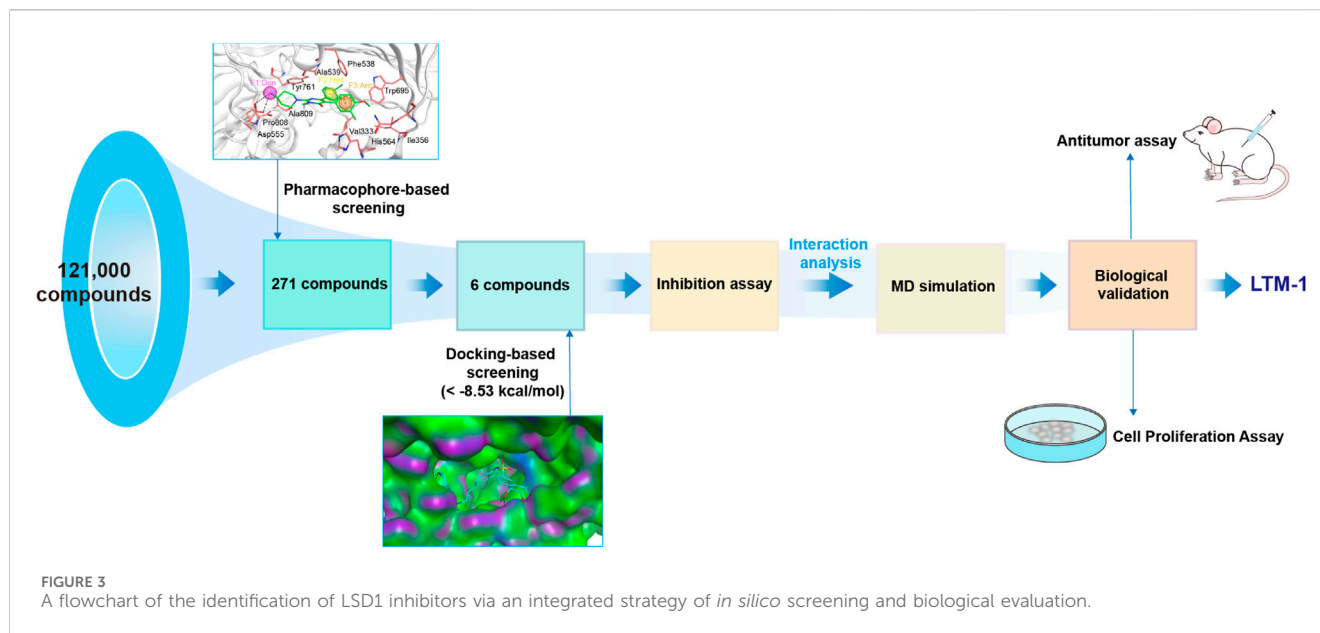 Phe538
Ala539
F1:Don
Tyr761
F2:Hyd
F3:Aro
Trp695
Ala809
Pro808
Asp555
Val333
His564
Ile356
Antitumor assay
Pharmacophore-based
screening
121,000
compounds
271 compounds
6 compounds
Inhibition assay
Interaction
analysis
MD simulation
Biological
validation
LTM-1
Docking-based
screening
(< -8.53 kcal/mol)
Cell Proliferation Assay
FIGURE 3
A flowchart of the identification of LSD1 inhibitors via an integrated strategy of in silico screening and biological evaluation.